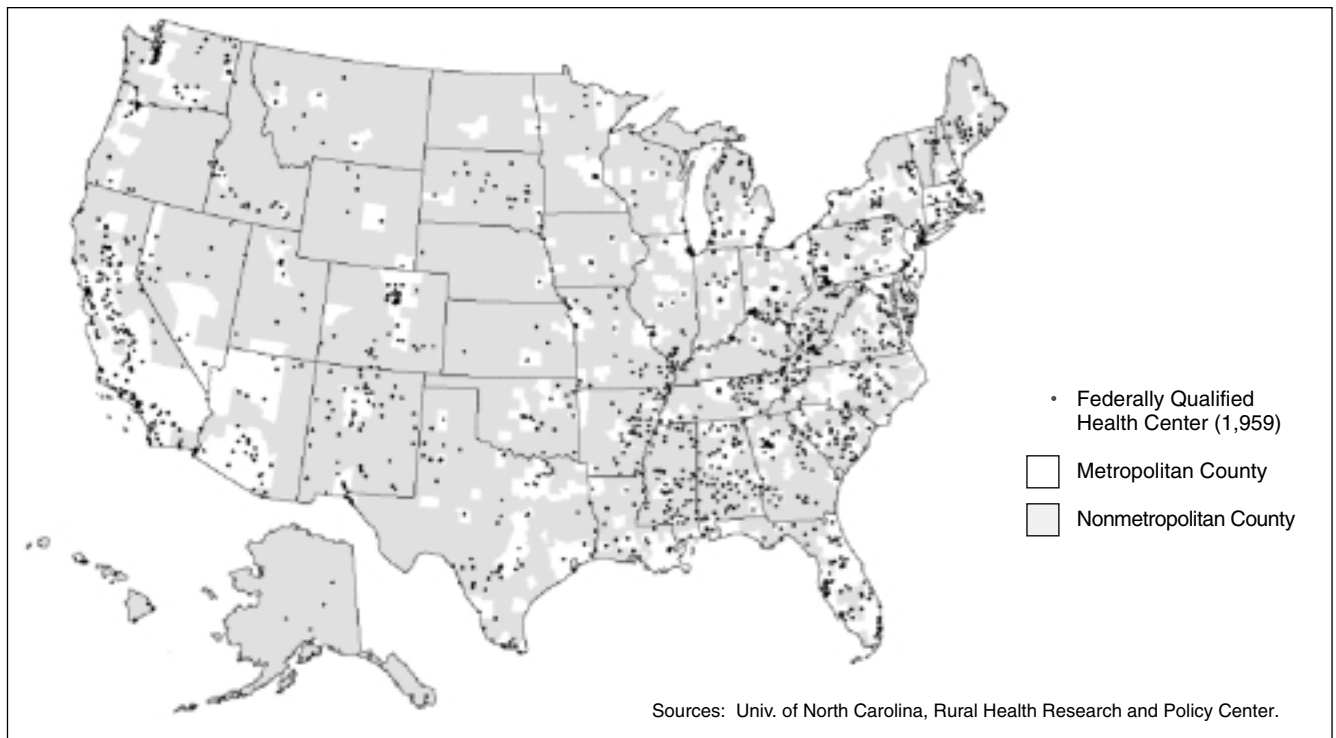 Federally Qualified
Health Center (1,959)
Metropolitan County
Nonmetropolitan County
Sources: Univ. of North Carolina, Rural Health Research and Policy Center.